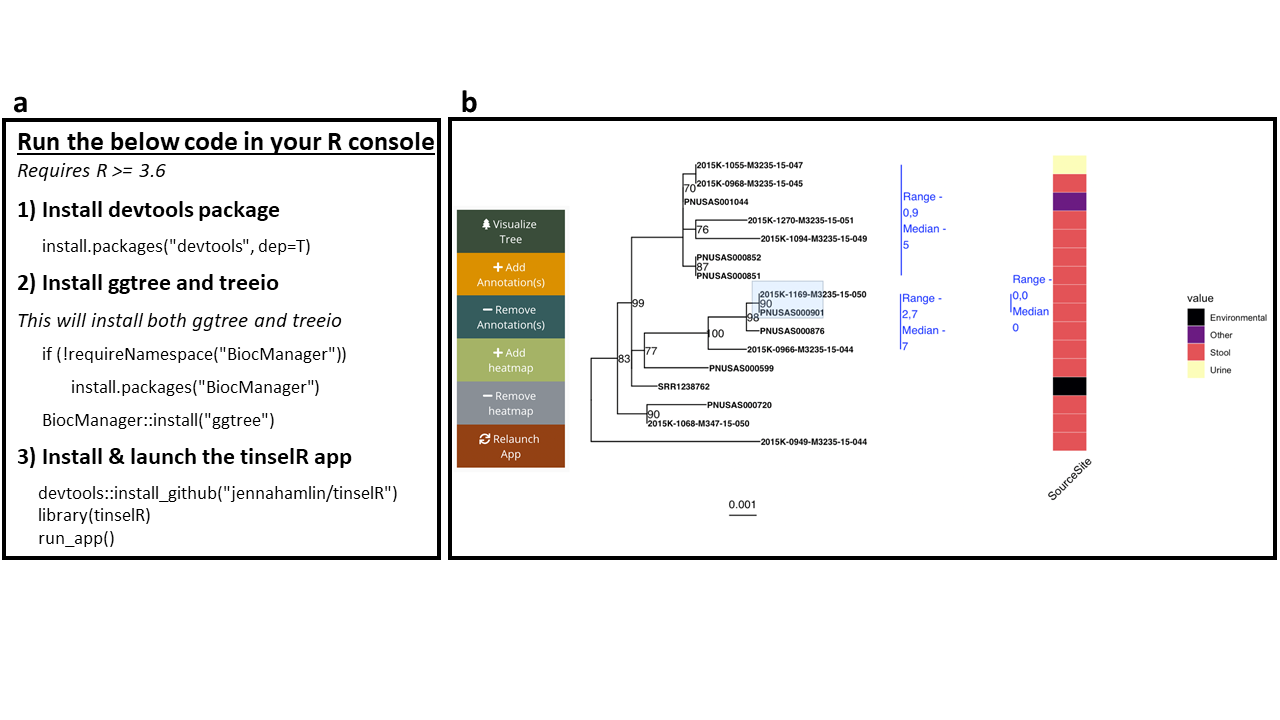 a
Run the below code in your R console
Requires R >= 3.6
1) Install devtools package
install.packages("devtools", dep=T)
2) Install ggtree and treeio
This will install both ggtree and treeio
if (!requireNamespace("BiocManager"))
install.packages("BiocManager")
BiocManager::install("ggtree")
3) Install & launch the tinselR app
devtools::install_github("jennahamlin/tinselR")
library(tinselR)
run_app()
b
Visualize
Tree
Add
Annotation(s)
Remove
Annotation(s)
Add
heatmap
Remove
heatmap
Relaunch
App
2015K-1055-M3235-15-047
70
2015K-0968-M3235-15-045
PNUSAS001044
2015K-1270-M3235-15-051
76
2015K-1094-M3235-15-049
PNUSAS000852
87
PNUSAS000851
99
2015K-1169-M3235-15-050
90
PNUSAS000901
98
PNUSAS000876
100
2015K-0966-M3235-15-044
77
83
PNUSAS000599
SRR1238762
PNUSAS000720
90
2015K-1068-M347-15-050
2015K-0949-M3235-15-044
0.001
Range -
0,9
Median -
5
Range -
2,7
Median -
7
Range -
0,0
Median
0
SourceSite
value
Environmental
Other
Stool
Urine